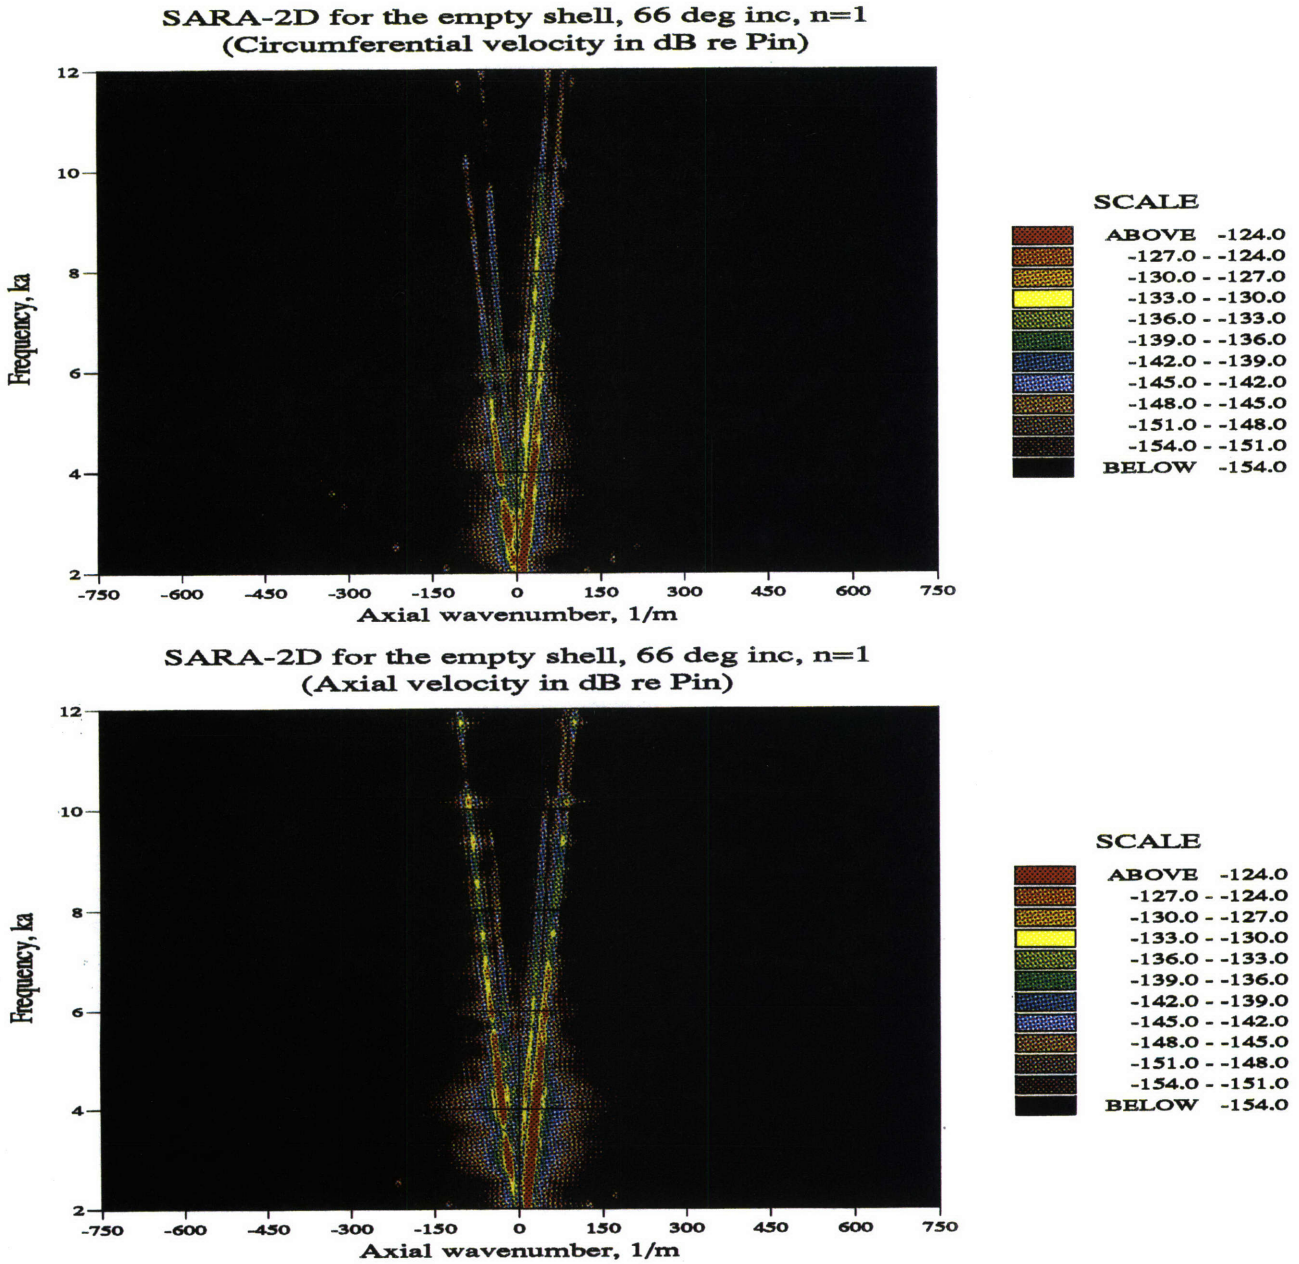 SARA-2D for the empty shell, 66 deg inc, n=1
(Circumferential velocity in dB re Pin)
12
10
8
6
4
2
Frequency, ka
-750 -600 -450 -300 -150 0 150 300 450 600 750
Axial wavenumber, 1/m
SCALE
ABOVE -124.0
-127.0 - -124.0
-130.0 - -127.0
-133.0 - -130.0
-136.0 - -133.0
-139.0 - -136.0
-142.0 - -139.0
-145.0 - -142.0
-148.0 - -145.0
-151.0 - -148.0
-154.0 - -151.0
BELOW -154.0
SARA-2D for the empty shell, 66 deg inc, n=1
(Axial velocity in dB re Pin)
12
10
8
6
4
2
Frequency, ka
-750 -600 -450 -300 -150 0 150 300 450 600 750
Axial wavenumber, 1/m
SCALE
ABOVE -124.0
-127.0 - -124.0
-130.0 - -127.0
-133.0 - -130.0
-136.0 - -133.0
-139.0 - -136.0
-142.0 - -139.0
-145.0 - -142.0
-148.0 - -145.0
-151.0 - -148.0
-154.0 - -151.0
BELOW -154.0